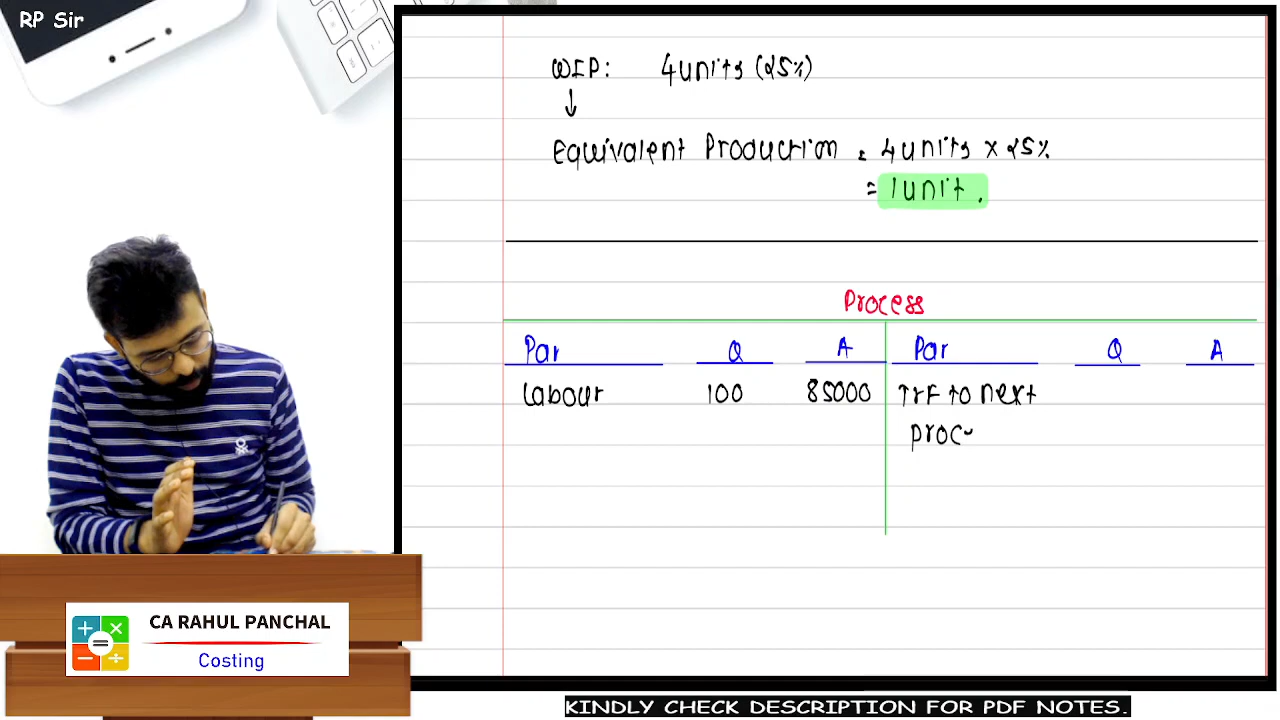 RP Sir
WIP: 4units (25%)
↓
Equivalent Production = 4units x 25%
= 1unit.
Process
Par Q A Par Q A
Labour 100 85000 Trf to next
proc-
CA RAHUL PANCHAL
Costing
KINDLY CHECK DESCRIPTION FOR PDF NOTES.